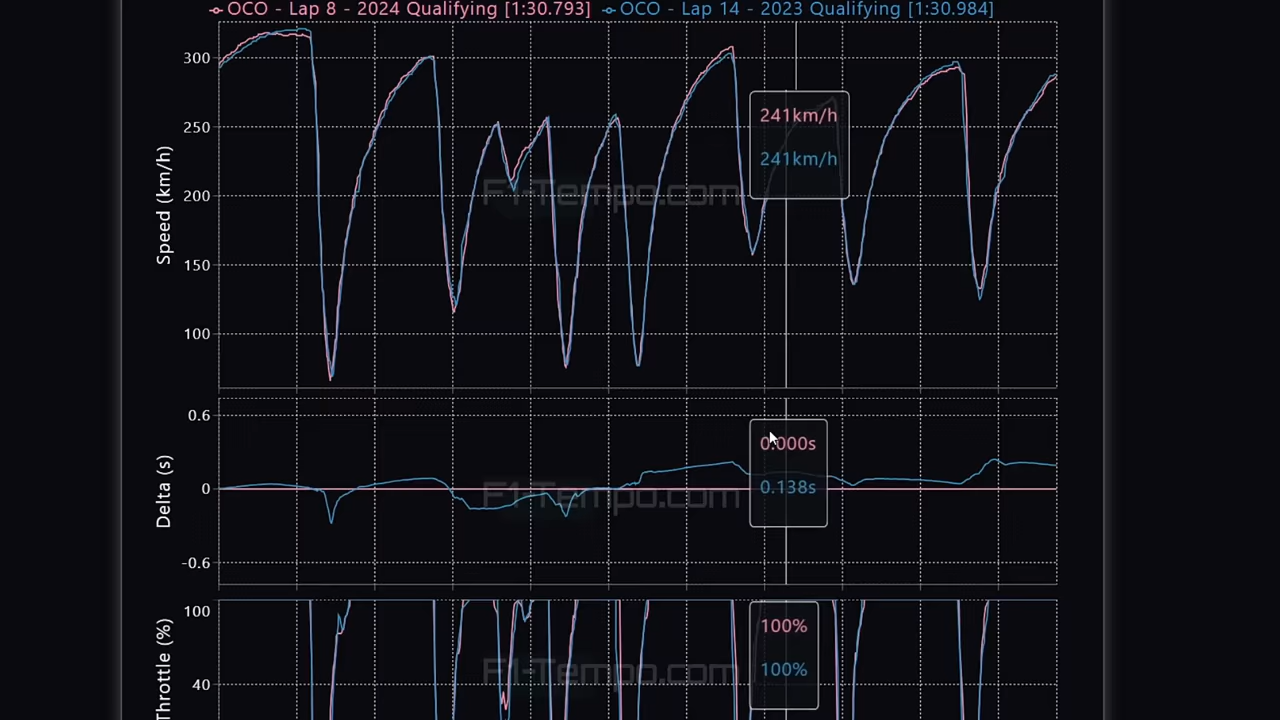 OCO - Lap 8 - 2024 Qualifying [1:30.793] OCO - Lap 14 - 2023 Qualifying [1:30.984]
Speed (km/h)
300
250
200
150
100
F1-Tempo.com
241km/h
241km/h
Delta (s)
0.6
0
-0.6
F1-Tempo.com
0.000s
0.138s
Throttle (%)
100
40
F1-Tempo.com
100%
100%